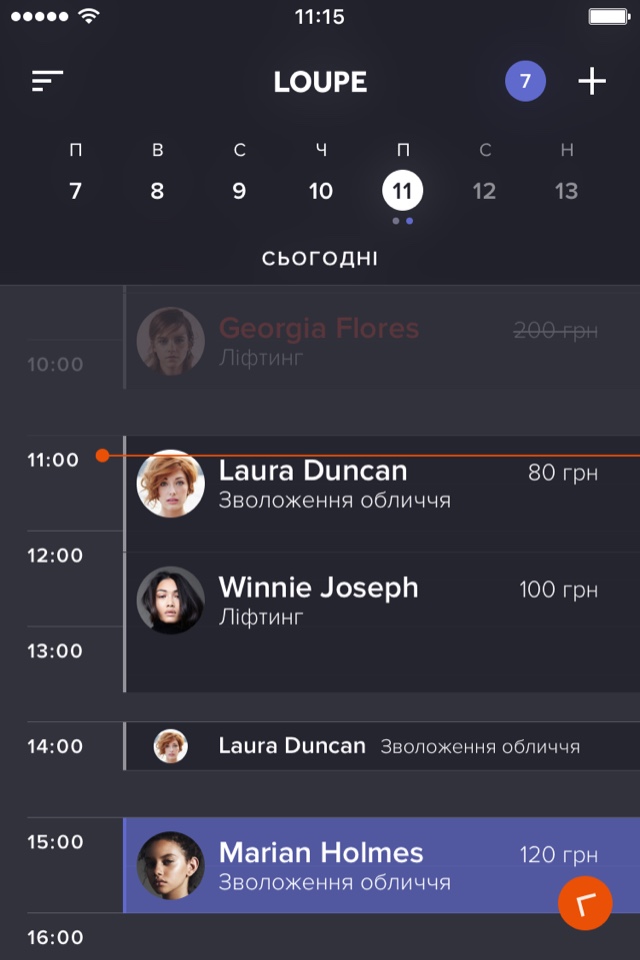 11:15
LOUPE
7
П В С Ч П С Н
7 8 9 10 11 12 13
СЬОГОДНІ
Georgia Flores 200 грн
Ліфтинг
10:00
11:00
Laura Duncan 80 грн
Зволоження обличчя
12:00
Winnie Joseph 100 грн
Ліфтинг
13:00
14:00 Laura Duncan Зволоження обличчя
15:00
Marian Holmes 120 грн
Зволоження обличчя
16:00